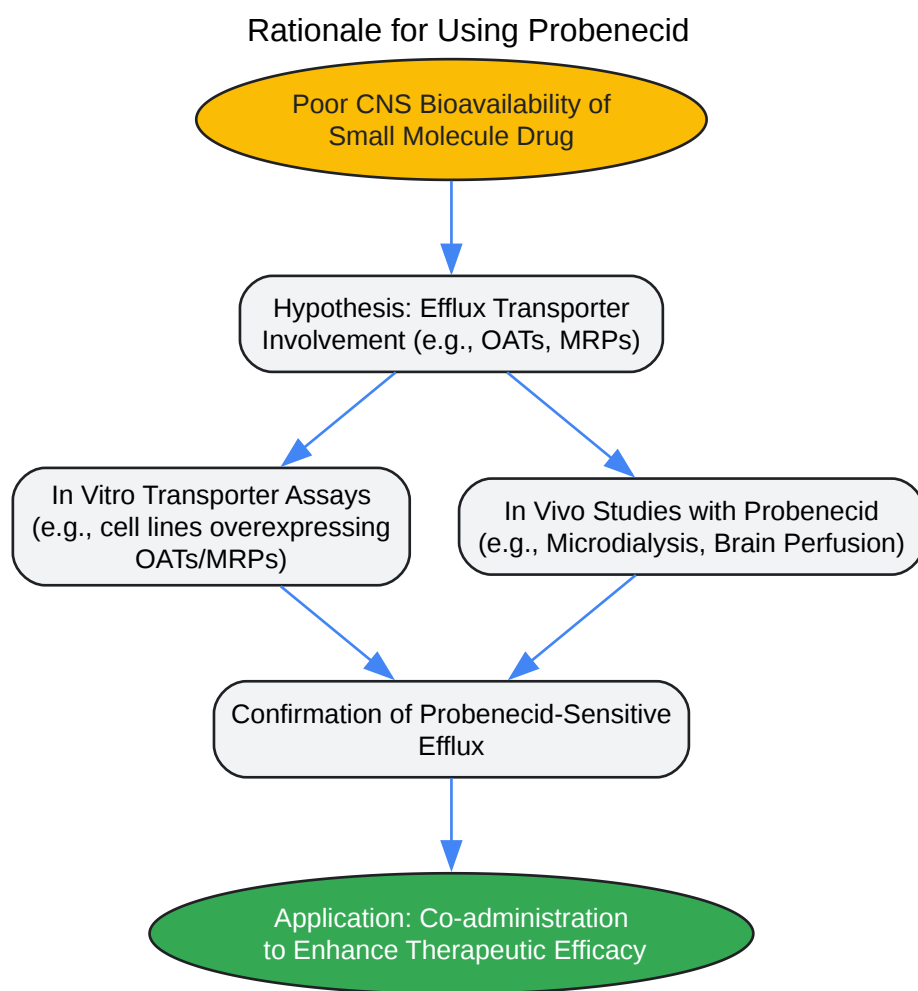 Rationale for Using Probenecid
Poor CNS Bioavailability of
Small Molecule Drug
Hypothesis: Efflux Transporter
Involvement (e.g., OATs, MRPs)
In Vitro Transporter Assays
(e.g., cell lines overexpressing
OATs/MRPs)
In Vivo Studies with Probenecid
(e.g., Microdialysis, Brain Perfusion)
Confirmation of Probenecid-Sensitive
Efflux
Application: Co-administration
to Enhance Therapeutic Efficacy